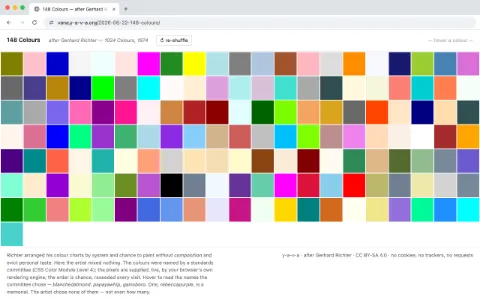 148 Colours — after Gerhard R
xeno.y-a-v-a.org/2026-06-22-148-colours/
148 Colours
after Gerhard Richter — 1024 Colours, 1974
↻ re-shuffle
— hover a colour —
Richter arranged his colour charts by system and chance to paint without composition and
evict personal taste. Here the artist mixed nothing. The colours were named by a standards
committee (CSS Color Module Level 4); the pixels are supplied, live, by your browser's own
rendering engine; the order is chance, reseeded every visit. Hover to read the names the
committee chose — blanchedalmond, papayawhip, gainsboro. One, rebeccapurple, is a
memorial. The artist chose none of them — not even how many.
y-a-v-a · after Gerhard Richter · CC BY-SA 4.0 · no cookies, no trackers, no requests